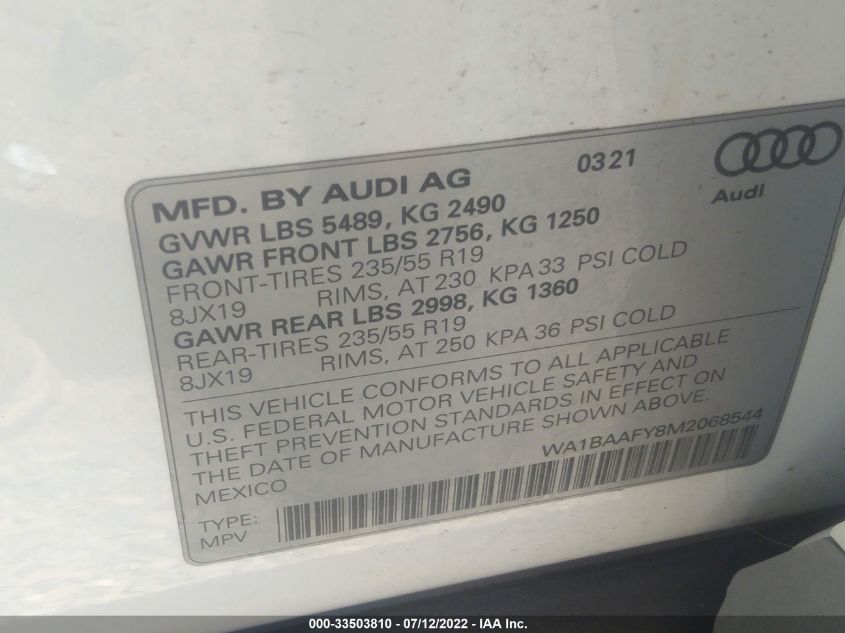 MFD. BY AUDI AG 0321
Audi
GVWR LBS 5489, KG 2490
GAWR FRONT LBS 2756, KG 1250
FRONT-TIRES 235/55 R19
8JX19 RIMS, AT 230 KPA 33 PSI COLD
GAWR REAR LBS 2998, KG 1360
REAR-TIRES 235/55 R19
8JX19 RIMS, AT 250 KPA 36 PSI COLD
THIS VEHICLE CONFORMS TO ALL APPLICABLE
U.S. FEDERAL MOTOR VEHICLE SAFETY AND
THEFT PREVENTION STANDARDS IN EFFECT ON
THE DATE OF MANUFACTURE SHOWN ABOVE.
MEXICO WA1BAAFY8M2068544
TYPE:
MPV
000-33503810 - 07/12/2022 - IAA Inc.